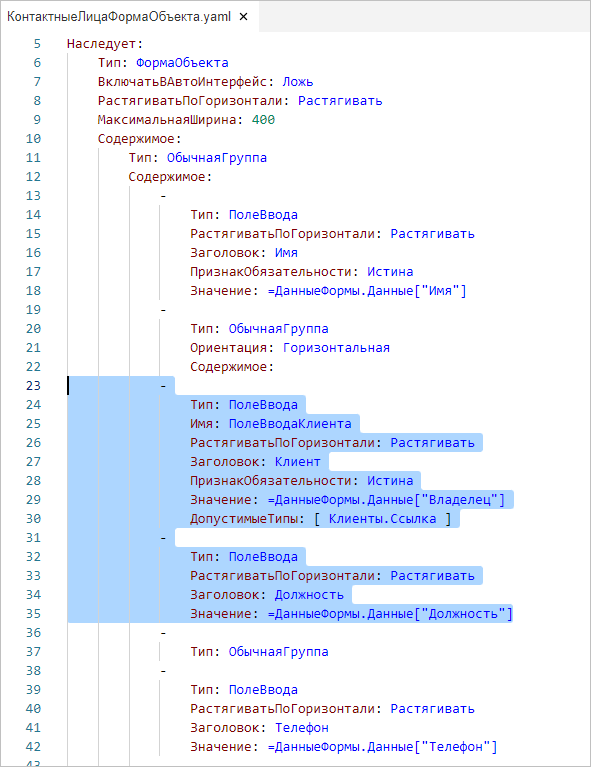 КонтактныеЛицаФормаОбъекта.yaml ×
5 Наследует:
6 Тип: ФормаОбъекта
7 ВключатьВАвтоИнтерфейс: Ложь
8 РастягиватьПоГоризонтали: Растягивать
9 МаксимальнаяШирина: 400
10 Содержимое:
11 Тип: ОбычнаяГруппа
12 Содержимое:
13 -
14 Тип: ПолеВвода
15 РастягиватьПоГоризонтали: Растягивать
16 Заголовок: Имя
17 ПризнакОбязательности: Истина
18 Значение: =ДанныеФормы.Данные["Имя"]
19 -
20 Тип: ОбычнаяГруппа
21 Ориентация: Горизонтальная
22 Содержимое:
23 -
24 Тип: ПолеВвода
25 Имя: ПолеВводаКлиента
26 РастягиватьПоГоризонтали: Растягивать
27 Заголовок: Клиент
28 ПризнакОбязательности: Истина
29 Значение: =ДанныеФормы.Данные["Владелец"]
30 ДопустимыеТипы: [ Клиенты.Ссылка ]
31 -
32 Тип: ПолеВвода
33 РастягиватьПоГоризонтали: Растягивать
34 Заголовок: Должность
35 Значение: =ДанныеФормы.Данные["Должность"]
36 -
37 Тип: ОбычнаяГруппа
38 -
39 Тип: ПолеВвода
40 РастягиватьПоГоризонтали: Растягивать
41 Заголовок: Телефон
42 Значение: =ДанныеФормы.Данные["Телефон"]
43